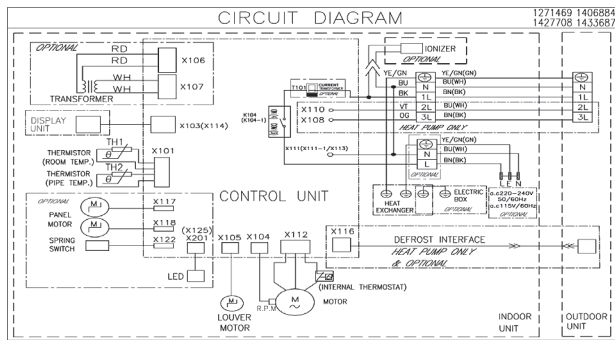 CIRCUIT DIAGRAM
1271469 1406884
1427708 1433687
OPTIONAL
RD
RD
WH
WH
TRANSFORMER
X106
X107
DISPLAY
UNIT
X103(X114)
TH1
THERMISTOR
(ROOM TEMP.)
TH2
THERMISTOR
(PIPE TEMP.)
X101
OPTIONAL
PANEL
MOTOR
M
M
SPRING
SWITCH
X117
X118
X122
(X125)
X201
LED
CONTROL UNIT
X105
X104
X112
M
LOUVER
MOTOR
R.P.M
M
MOTOR
(INTERNAL THERMOSTAT)
X104
(X104-1)
T101
CURRENT
TRANSFORMER
OPTIONAL
X110
X108
X111(X111-1/X113)
IONIZER
OPTIONAL
YE/GN
BU
BK
VT
OG
HEAT PUMP ONLY
N
1L
2L
3L
YE/GN(GN)
BU(WH)
BN(BK)
N
1L
2L
3L
YE/GN(GN)
BU(WH)
BN(BK)
N
L
OPTIONAL
L E N
a.c220-240V
50/60Hz
a.c115V/60Hz
OPTIONAL
HEAT
EXCHANGER
ELECTRIC
BOX
OPTIONAL
X116
DEFROST INTERFACE
HEAT PUMP ONLY
& OPTIONAL
INDOOR
UNIT
OUTDOOR
UNIT